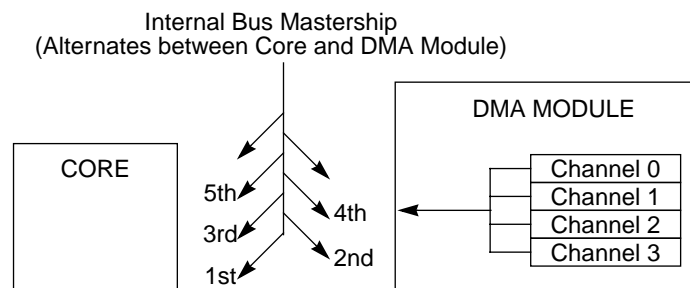 Internal Bus Mastership
(Alternates between Core and DMA Module)
DMA MODULE
CORE
Channel 0
Channel 1
Channel 2
Channel 3
5th
4th
3rd
2nd
1st